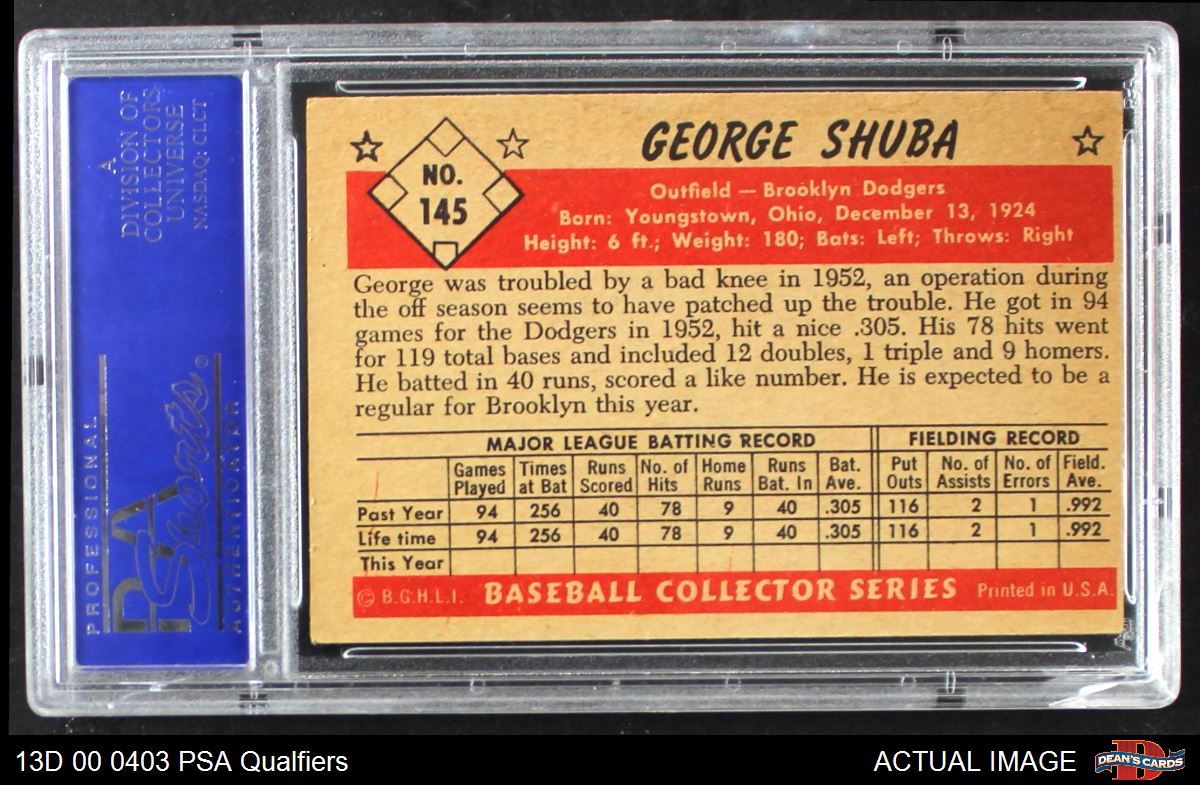 A
DIVISION OF
COLLECTORS
UNIVERSE
NASDAQ: CLCT
PROFESSIONAL
PSA
Sports
AUTHENTICATOR
NO.
145
GEORGE SHUBA
Outfield — Brooklyn Dodgers
Born: Youngstown, Ohio, December 13, 1924
Height: 6 ft.; Weight: 180; Bats: Left; Throws: Right
George was troubled by a bad knee in 1952, an operation during
the off season seems to have patched up the trouble. He got in 94
games for the Dodgers in 1952, hit a nice .305. His 78 hits went
for 119 total bases and included 12 doubles, 1 triple and 9 homers.
He batted in 40 runs, scored a like number. He is expected to be a
regular for Brooklyn this year.
MAJOR LEAGUE BATTING RECORD FIELDING RECORD
Games Played Times at Bat Runs Scored No. of Hits Home Runs Runs Bat. In Bat. Ave. Put Outs No. of Assists No. of Errors Field. Ave.
Past Year 94 256 40 78 9 40 .305 116 2 1 .992
Life time 94 256 40 78 9 40 .305 116 2 1 .992
This Year
© B.G.H.L.I. BASEBALL COLLECTOR SERIES Printed in U.S.A.
13D 00 0403 PSA Qualfiers
ACTUAL IMAGE
DEAN'S CARDS